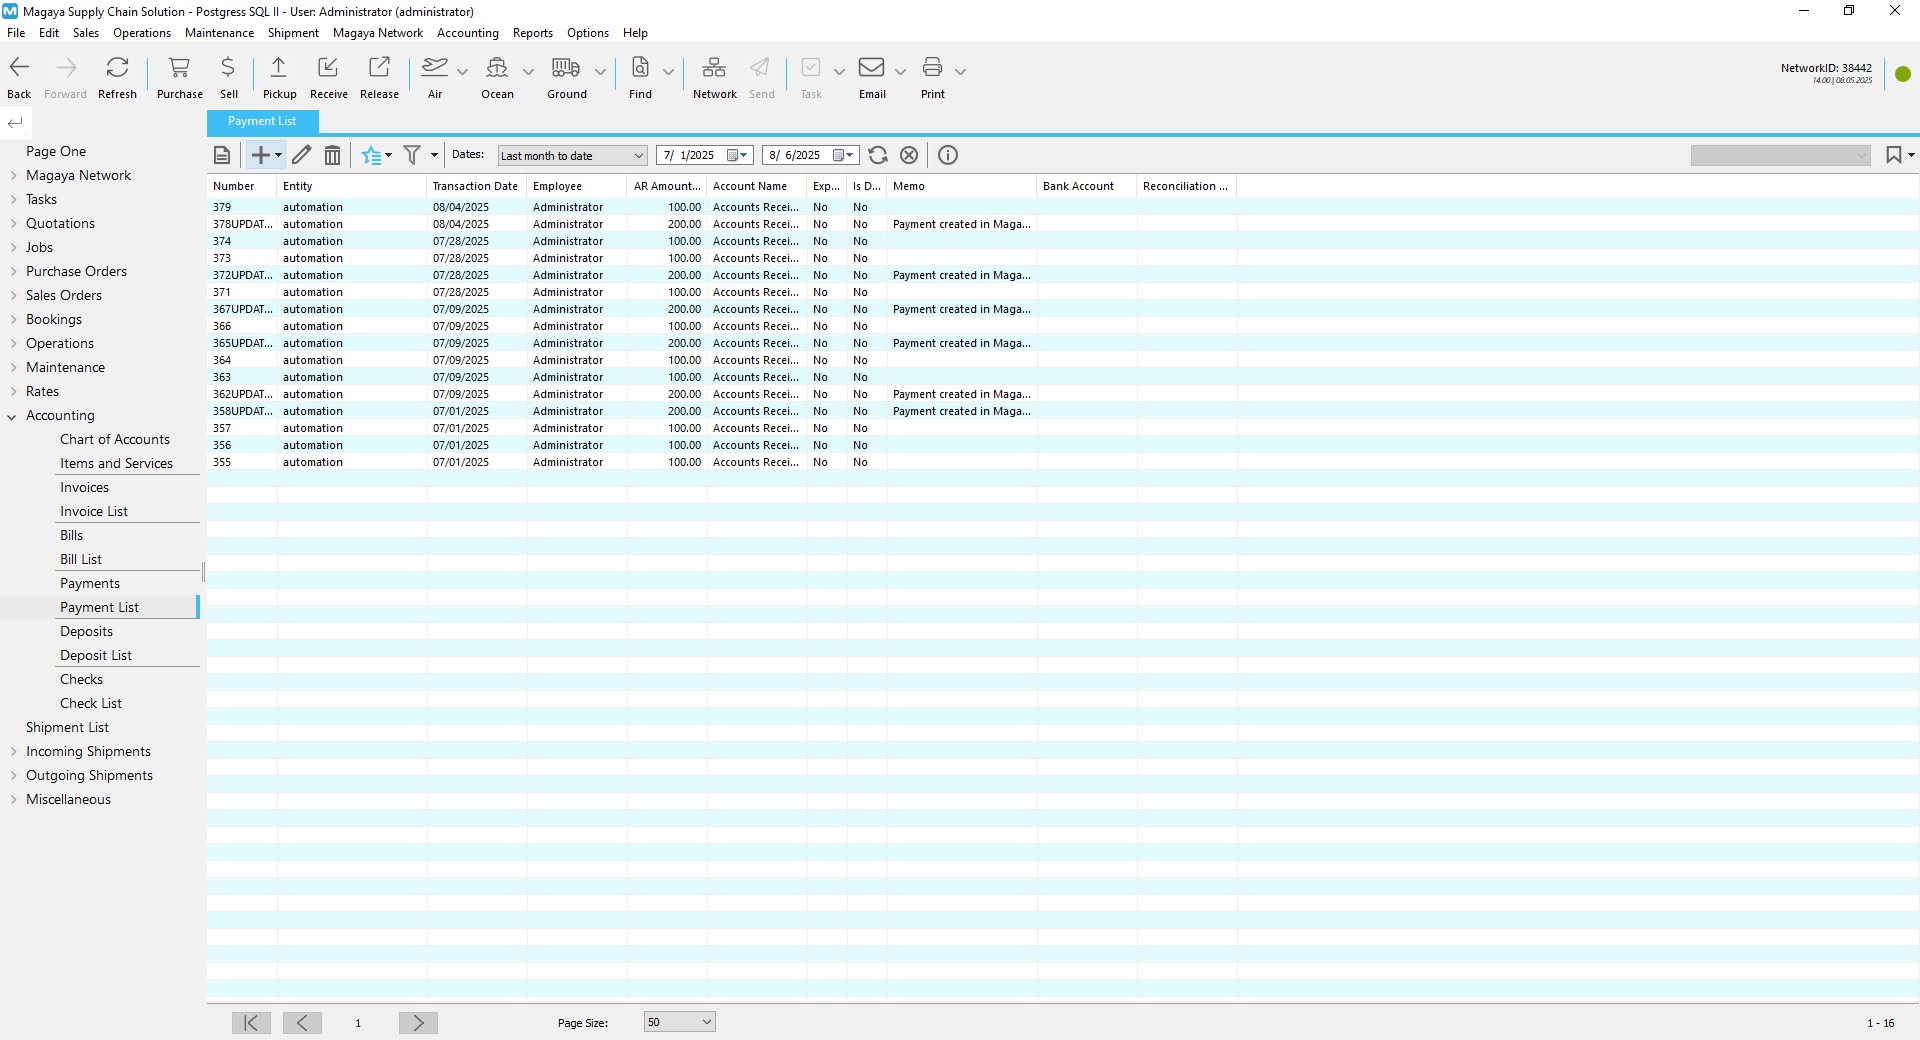 Magaya Supply Chain Solution - Postgress SQL II - User: Administrator (administrator)
File Edit Sales Operations Maintenance Shipment Magaya Network Accounting Reports Options Help
Back Forward Refresh Purchase Sell Pickup Receive Release Air Ocean Ground Find Network Send Task Email Print
NetworkID: 38442
14.00 | 08.05.2025
Payment List
Dates: Last month to date 7/ 1/2025 8/ 6/2025
Page One
Magaya Network
Tasks
Quotations
Jobs
Purchase Orders
Sales Orders
Bookings
Operations
Maintenance
Rates
Accounting
Chart of Accounts
Items and Services
Invoices
Invoice List
Bills
Bill List
Payments
Payment List
Deposits
Deposit List
Checks
Check List
Shipment List
Incoming Shipments
Outgoing Shipments
Miscellaneous
Number Entity Transaction Date Employee AR Amount... Account Name Exp... Is D... Memo Bank Account Reconciliation ...
379 automation 08/04/2025 Administrator 100.00 Accounts Recei... No No
378UPDAT... automation 08/04/2025 Administrator 200.00 Accounts Recei... No No Payment created in Maga...
374 automation 07/28/2025 Administrator 100.00 Accounts Recei... No No
373 automation 07/28/2025 Administrator 100.00 Accounts Recei... No No
372UPDAT... automation 07/28/2025 Administrator 200.00 Accounts Recei... No No Payment created in Maga...
371 automation 07/28/2025 Administrator 100.00 Accounts Recei... No No
367UPDAT... automation 07/09/2025 Administrator 200.00 Accounts Recei... No No Payment created in Maga...
366 automation 07/09/2025 Administrator 100.00 Accounts Recei... No No
365UPDAT... automation 07/09/2025 Administrator 200.00 Accounts Recei... No No Payment created in Maga...
364 automation 07/09/2025 Administrator 100.00 Accounts Recei... No No
363 automation 07/09/2025 Administrator 100.00 Accounts Recei... No No
362UPDAT... automation 07/09/2025 Administrator 200.00 Accounts Recei... No No Payment created in Maga...
358UPDAT... automation 07/01/2025 Administrator 200.00 Accounts Recei... No No Payment created in Maga...
357 automation 07/01/2025 Administrator 100.00 Accounts Recei... No No
356 automation 07/01/2025 Administrator 100.00 Accounts Recei... No No
355 automation 07/01/2025 Administrator 100.00 Accounts Recei... No No
1 Page Size: 50 1 - 16